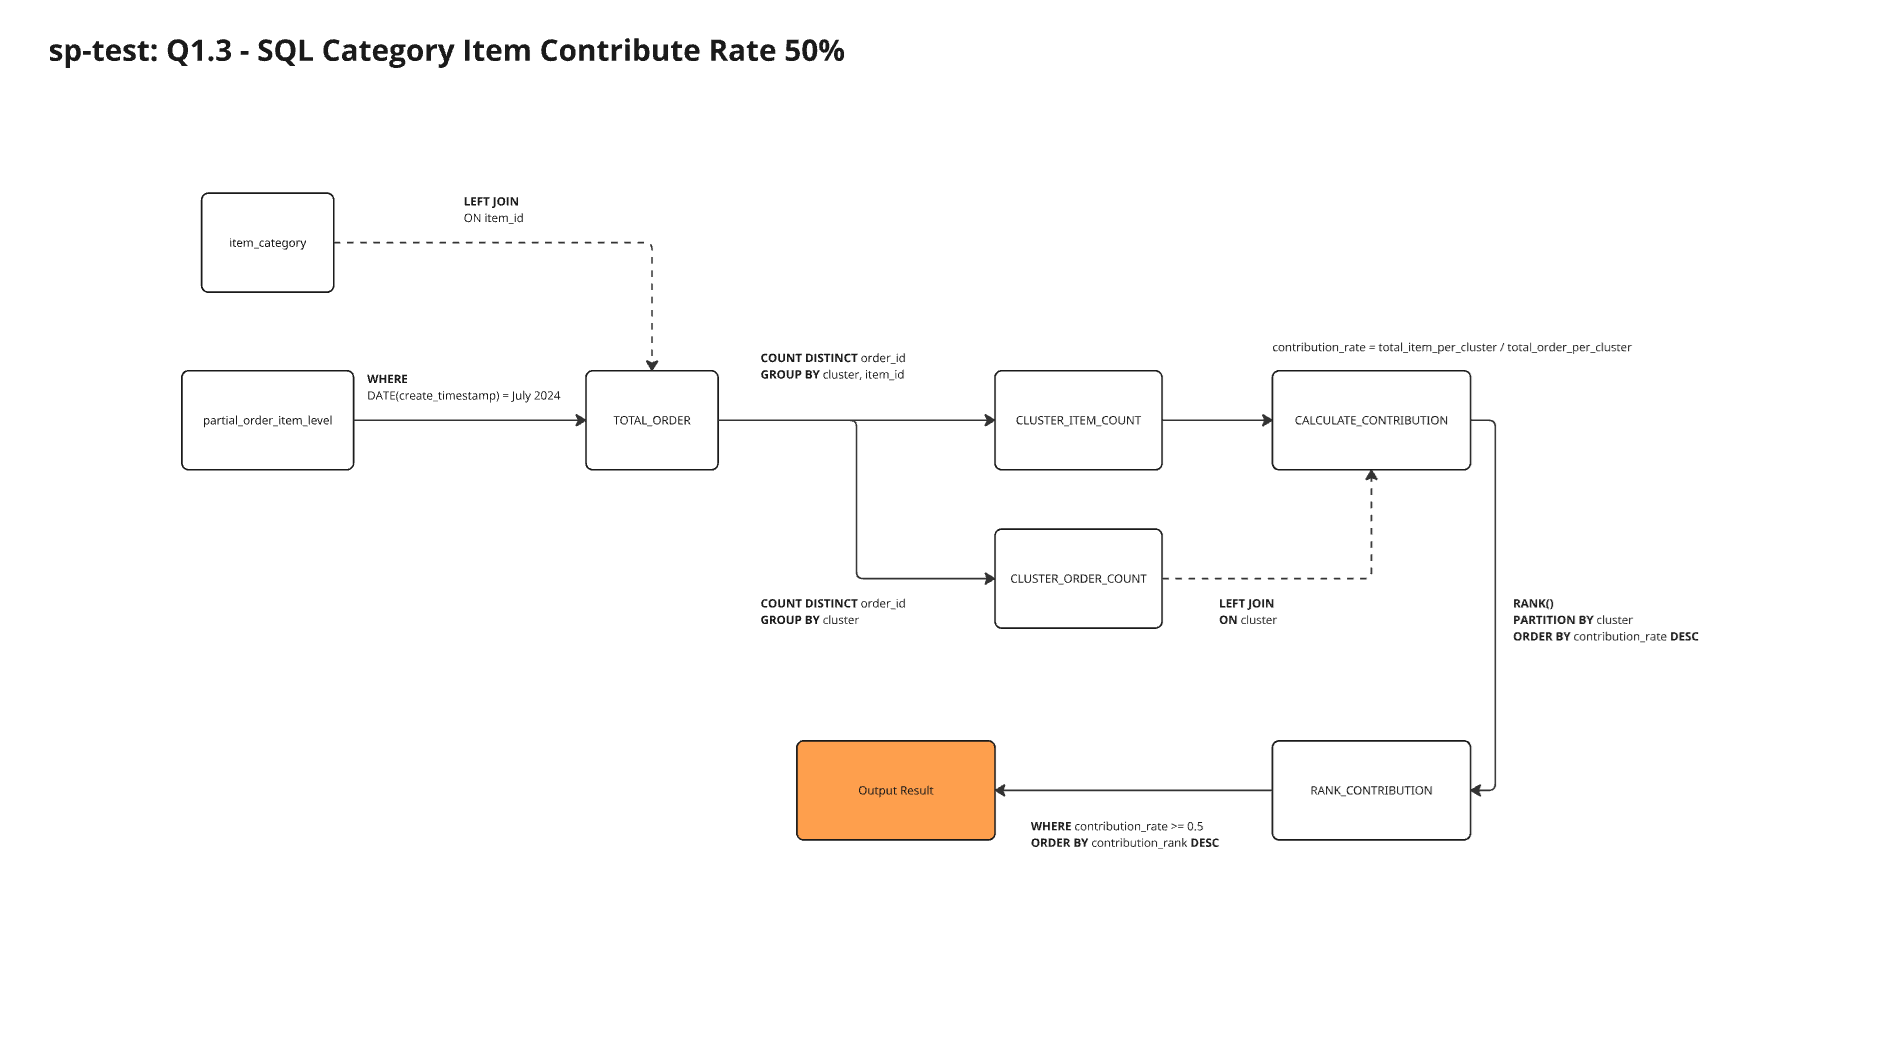 sp-test: Q1.3 - SQL Category Item Contribute Rate 50%
LEFT JOIN
ON item_id
item_category
contribution_rate = total_item_per_cluster / total_order_per_cluster
COUNT DISTINCT order_id
GROUP BY cluster, item_id
WHERE
DATE(create_timestamp) = July 2024
partial_order_item_level
TOTAL_ORDER
CLUSTER_ITEM_COUNT
CALCULATE_CONTRIBUTION
CLUSTER_ORDER_COUNT
COUNT DISTINCT order_id
GROUP BY cluster
LEFT JOIN
ON cluster
RANK()
PARTITION BY cluster
ORDER BY contribution_rate DESC
Output Result
RANK_CONTRIBUTION
WHERE contribution_rate >= 0.5
ORDER BY contribution_rank DESC